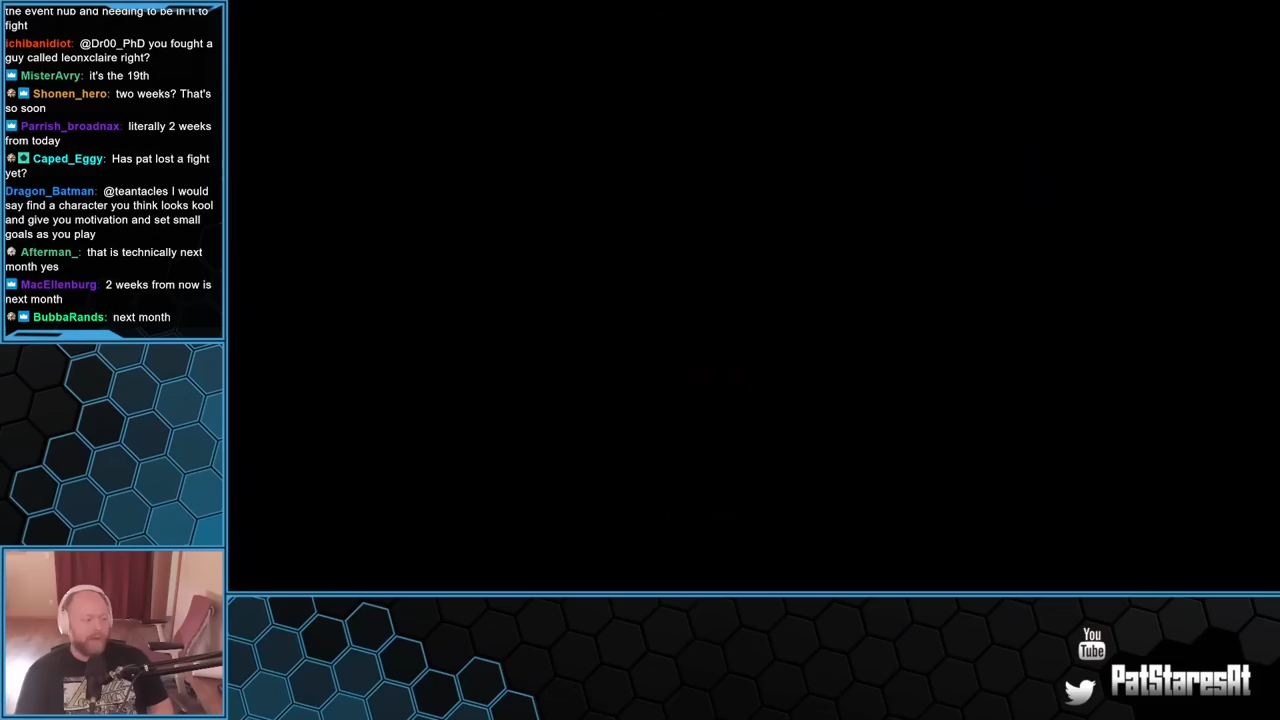 the event hub and needing to be in it to
fight
ichibanidiot: @Dr00_PhD you fought a
guy called leonxclaire right?
MisterAvry: it's the 19th
Shonen_hero: two weeks? That's
so soon
Parrish_broadnax: literally 2 weeks
from today
Caped_Eggy: Has pat lost a fight
yet?
Dragon_Batman: @teantacles I would
say find a character you think looks kool
and give you motivation and set small
goals as you play
Afterman_: that is technically next
month yes
MacEllenburg: 2 weeks from now is
next month
BubbaRands: next month
You
Tube
PatStaresAt